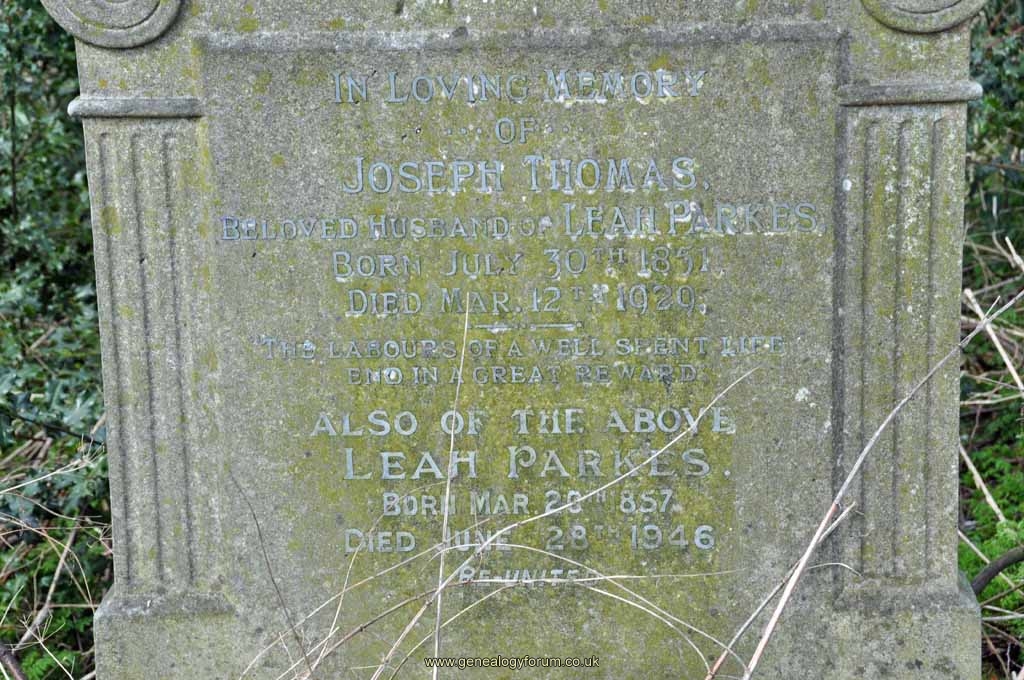 IN LOVING MEMORY
OF
JOSEPH THOMAS,
BELOVED HUSBAND OF LEAH PARKES,
BORN JULY 30TH 1851,
DIED MAR. 12TH 1929,
"THE LABOURS OF A WELL SPENT LIFE
END IN A GREAT REWARD."
ALSO OF THE ABOVE
LEAH PARKES.
BORN MAR. TH 1857.
DIED JUNE 28TH 1946
RE-UNITED
www.genealogyforum.co.uk